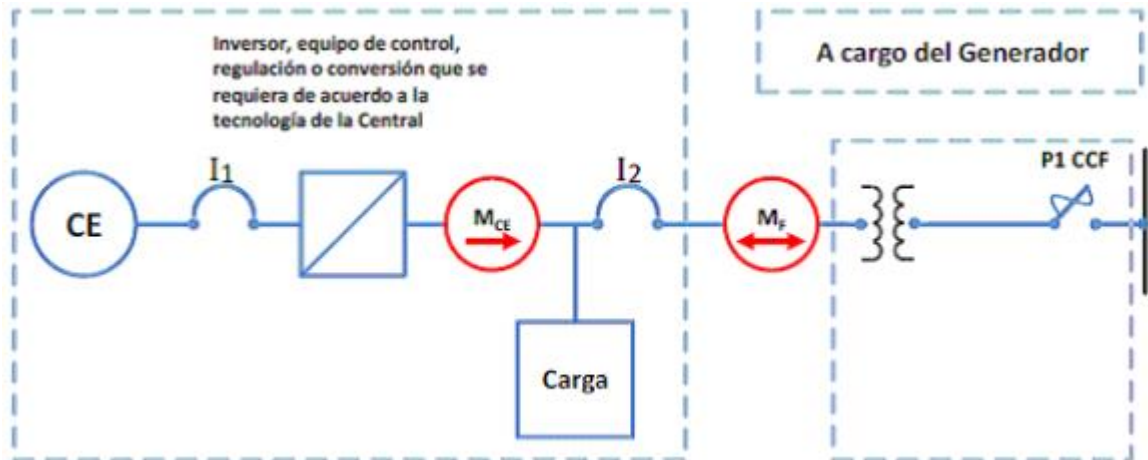 Inversor, equipo de control,
regulación o conversión que se
requiera de acuerdo a la
tecnología de la Central
A cargo del Generador
P1 CCF
I1
I2
CE
MCE
MF
Carga